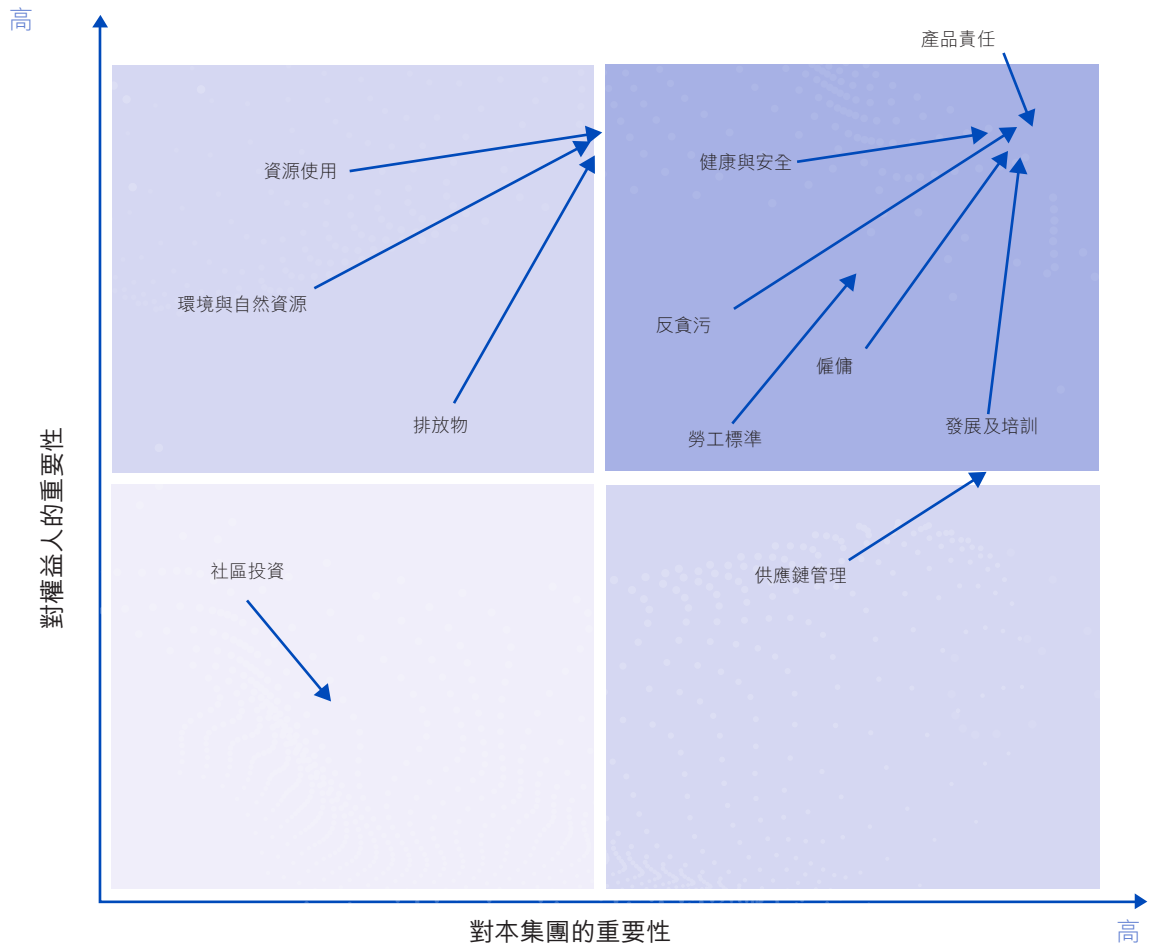 高
產品責任
資源使用
健康與安全
環境與自然資源
反貪污
僱傭
排放物
勞工標準
發展及培訓
對權益人的重要性
社區投資
供應鏈管理
對本集團的重要性
高